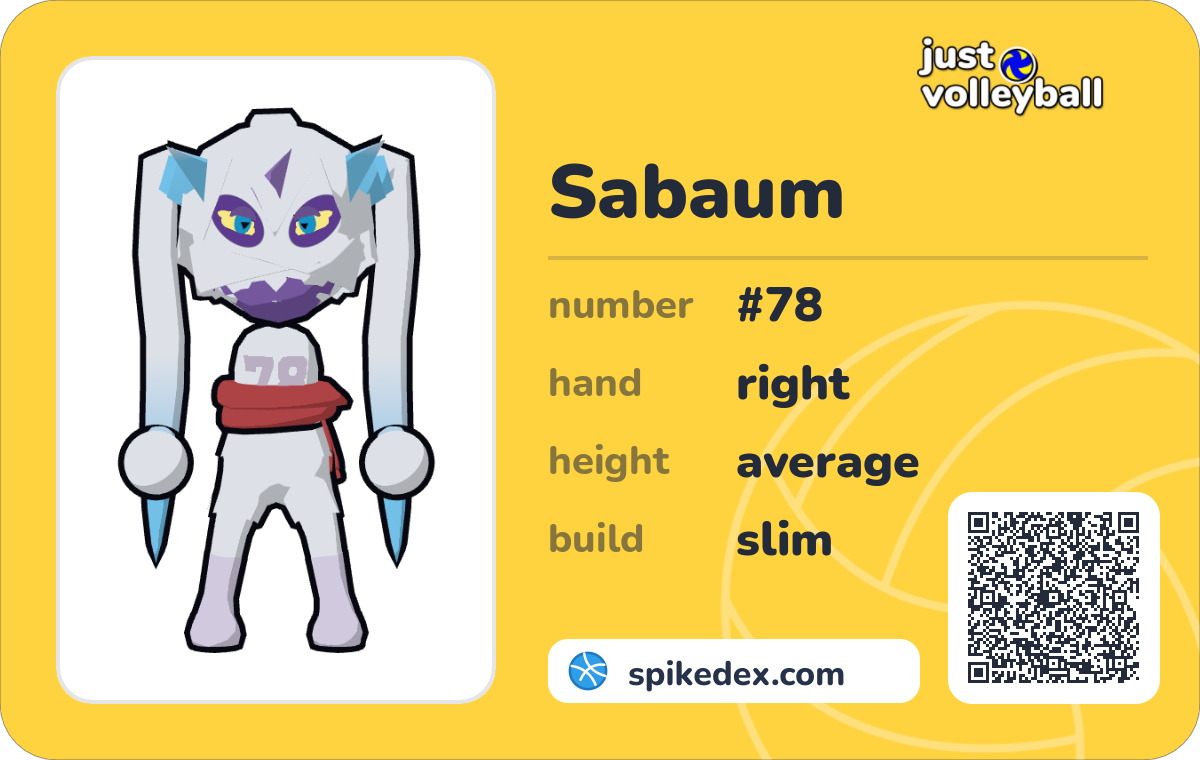 just
volleyball
Sabaum
number #78
hand right
height average
build slim
78
spikedex.com